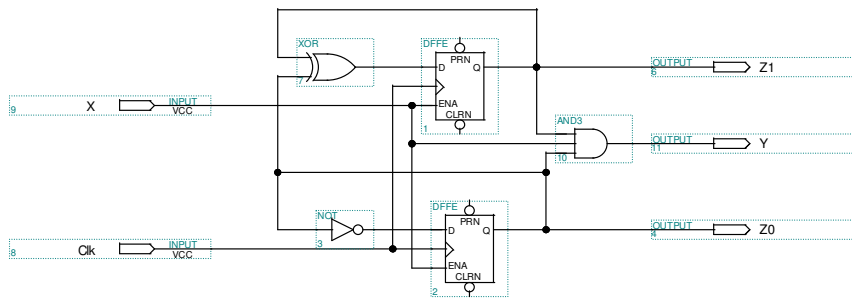 XOR
7
DFFE
PRN
D
Q
ENA
CLRN
1
OUTPUT
6
Z1
9
X
INPUT
VCC
AND3
10
OUTPUT
11
Y
NOT
3
DFFE
PRN
D
Q
ENA
CLRN
2
OUTPUT
4
Z0
8
Clk
INPUT
VCC